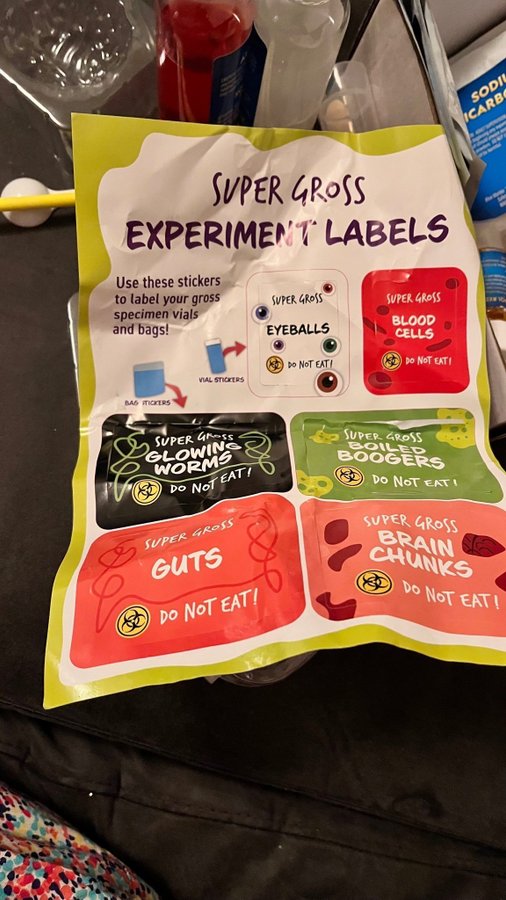 SUPER GROSS
EXPERIMENT LABELS
Use these stickers
to label your gross
specimen vials
and bags!
BAG STICKERS
VIAL STICKERS
SUPER GROSS
EYEBALLS
DO NOT EAT!
SUPER GROSS
BLOOD
CELLS
DO NOT EAT!
SUPER GROSS
GLOWING
WORMS
DO NOT EAT!
SUPER GROSS
BOILED
BOOGERS
DO NOT EAT!
SUPER GROSS
GUTS
DO NOT EAT!
SUPER GROSS
BRAIN
CHUNKS
DO NOT EAT!
SODIU
ICARBO